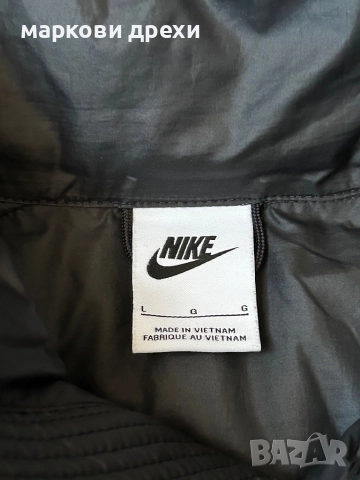 маркови дрехи
NIKE
L G G
MADE IN VIETNAM
FABRIQUE AU VIETNAM
BAZAR